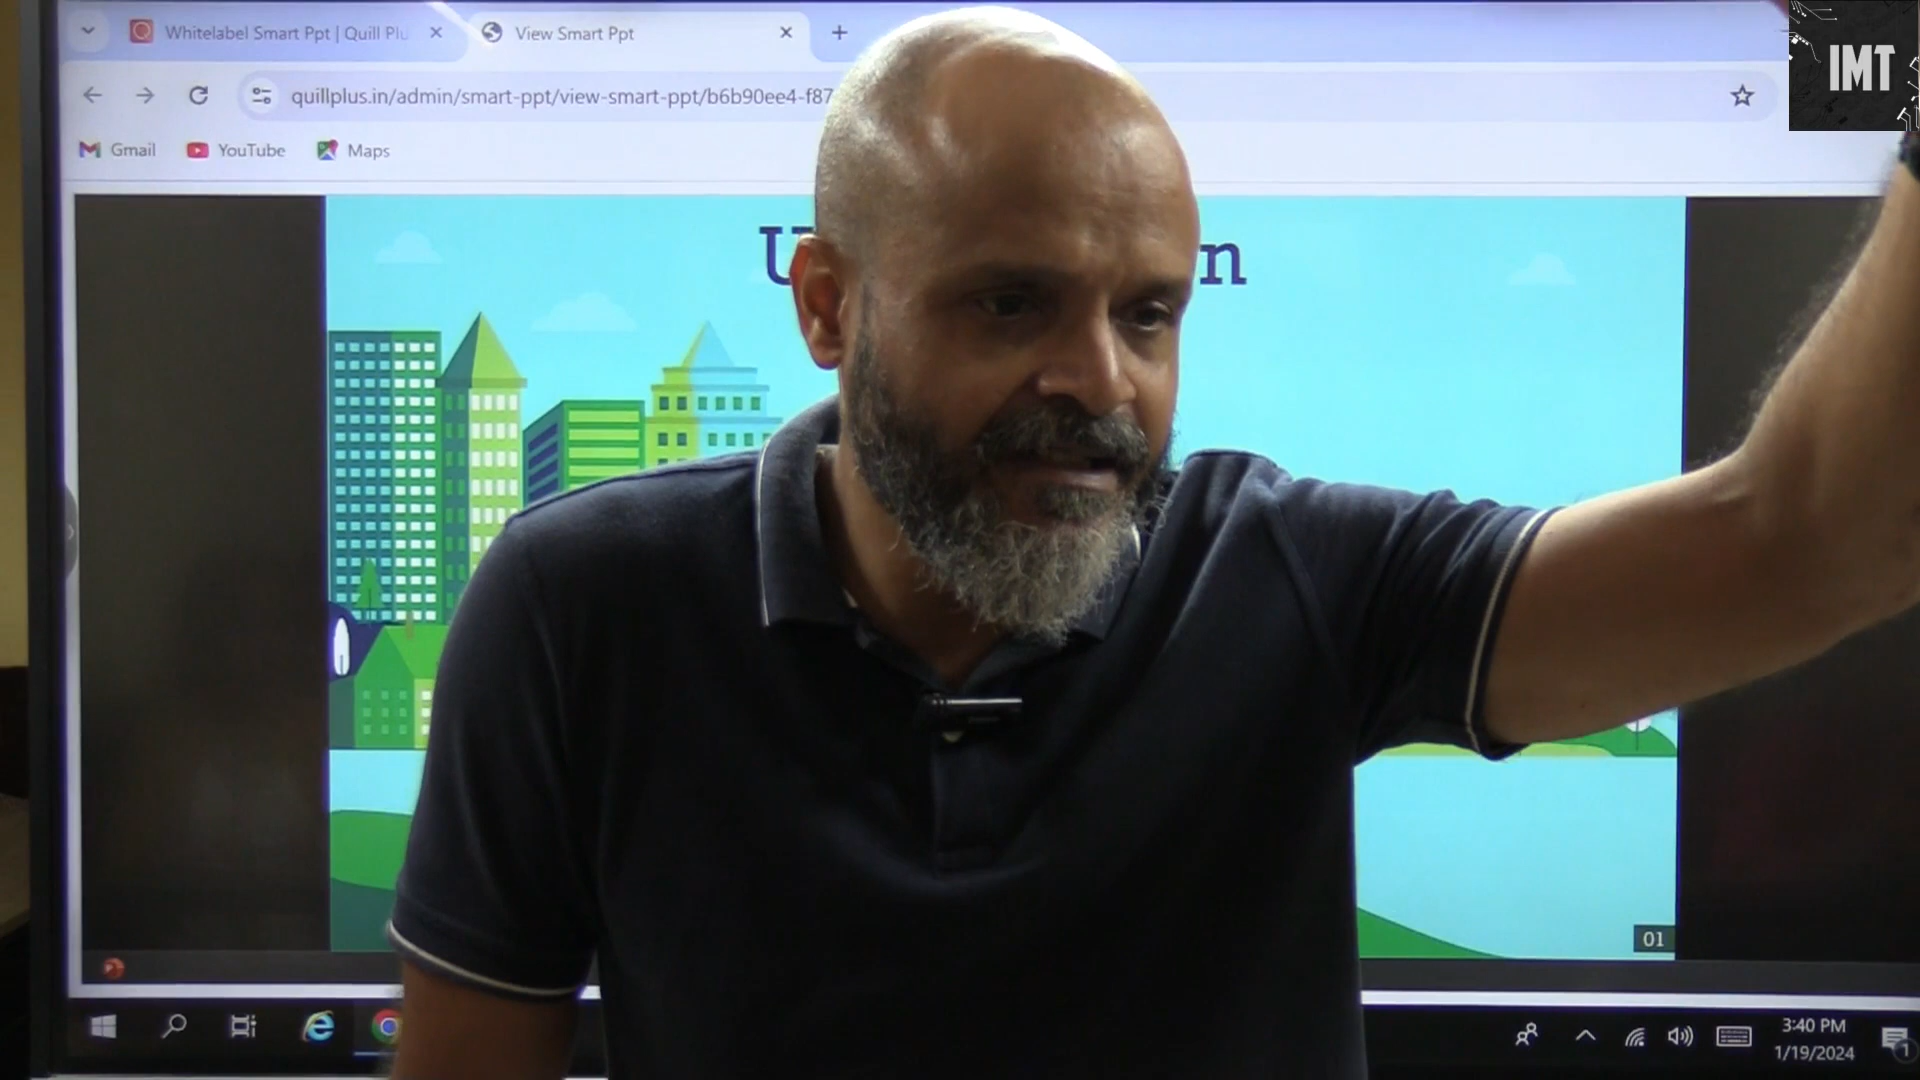 Whitelabel Smart Ppt | Quill Plu
View Smart Ppt
quillplus.in/admin/smart-ppt/view-smart-ppt/b6b90ee4-f87
IMT
Gmail
YouTube
Maps
01
3:40 PM
1/19/2024
1